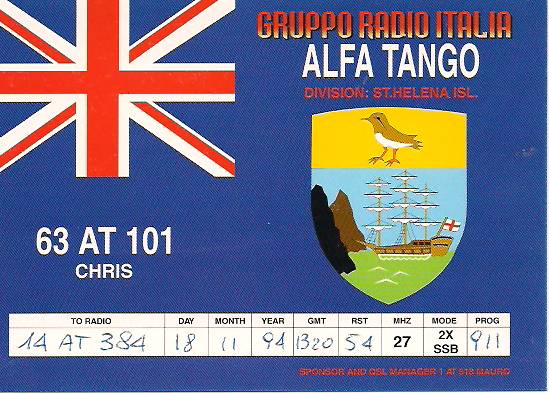 GRUPPO RADIO ITALIA
ALFA TANGO
DIVISION: ST.HELENA ISL.
63 AT 101
CHRIS
TO RADIO DAY MONTH YEAR GMT RST MHZ MODE PROG
14 AT 384 18 11 94 1320 54 27 2X SSB 911
SPONSOR AND QSL MANAGER 1 AT 518 MAURO